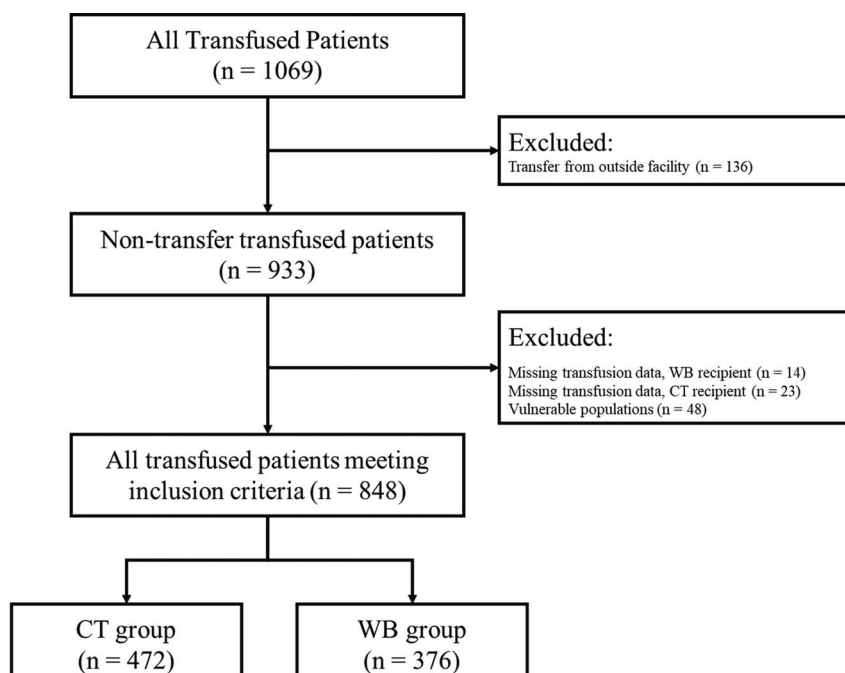 All Transfused Patients
(n = 1069)
Excluded:
Transfer from outside facility (n = 136)
Non-transfer transfused patients
(n = 933)
Excluded:
Missing transfusion data, WB recipient (n = 14)
Missing transfusion data, CT recipient (n = 23)
Vulnerable populations (n = 48)
All transfused patients meeting
inclusion criteria (n = 848)
CT group
(n = 472)
WB group
(n = 376)